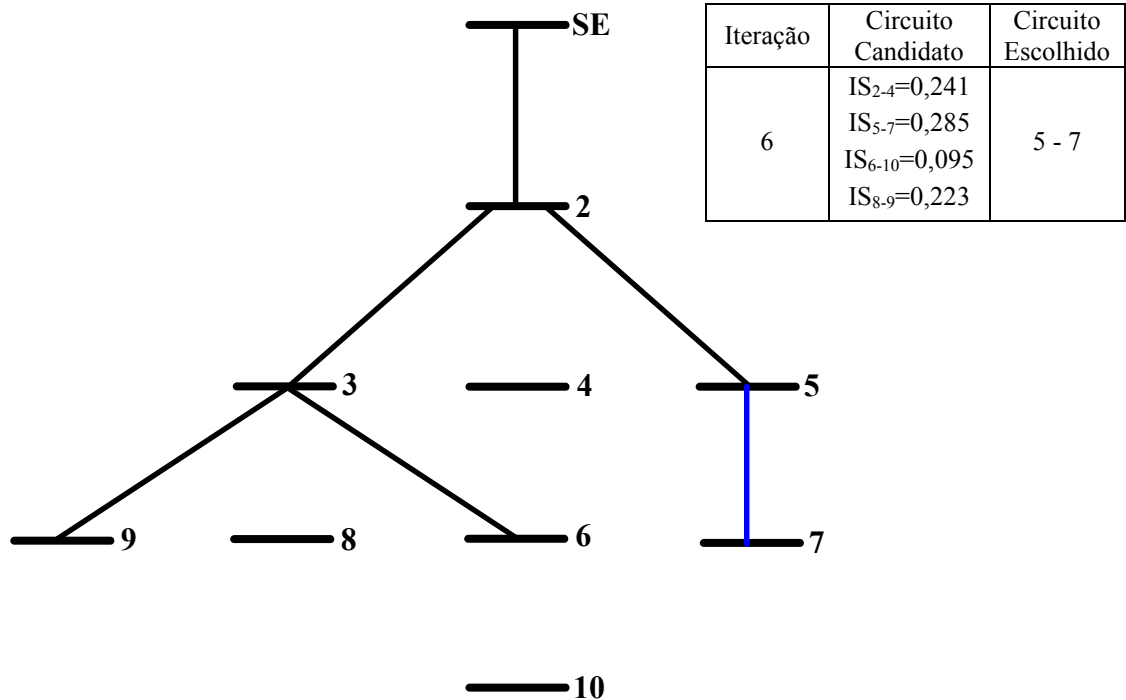 SE
Iteração
Circuito
Candidato
Circuito
Escolhido
6
IS2-4=0,241
IS5-7=0,285
IS6-10=0,095
IS8-9=0,223
5 - 7
2
3
4
5
9
8
6
7
10